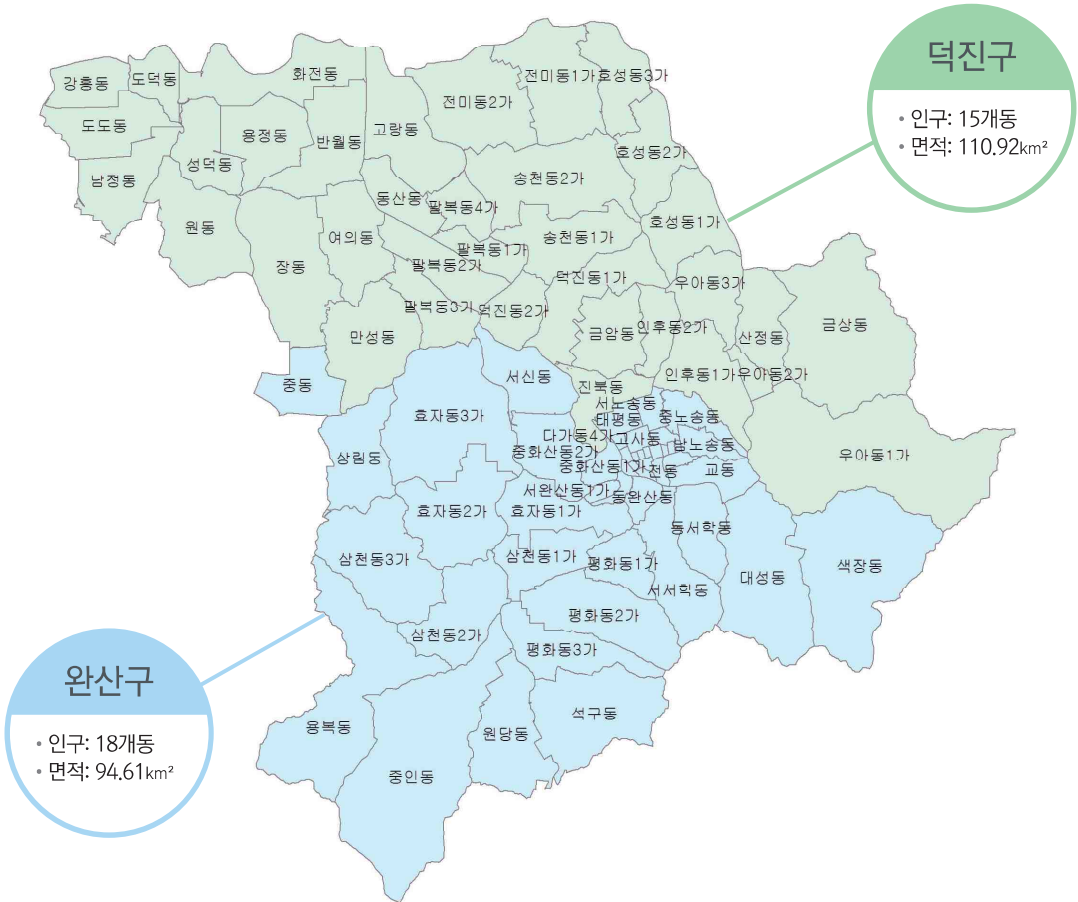 덕진구
• 인구: 15개동
• 면적: 110.92km²
강흥동
도덕동
화전동
전미동1가
호성동3가
전미동2가
도도동
용정동
반월동
고랑동
성덕동
호성동2가
남정동
송천동2가
동산동
팔복동4가
원동
여의동
호성동1가
송천동1가
팔복동1가
장동
팔복동2가
덕진동1가
우아동3가
팔복동3가
덕진동2가
금상동
만성동
금암동
인후동2가
산정동
서신동
인후동1가
우아동2가
중동
진북동
서노송동
효자동3가
태평동
중노송동
다가동4가
고사동
남노송동
상림동
중화산동2가
우아동1가
중화산동1가
전동
교동
서완산동1가
동완산동
효자동2가
효자동1가
동서학동
삼천동3가
삼천동1가
평화동1가
색장동
대성동
서서학동
평화동2가
삼천동2가
평화동3가
완산구
• 인구: 18개동
• 면적: 94.61km²
용복동
원당동
석구동
중인동